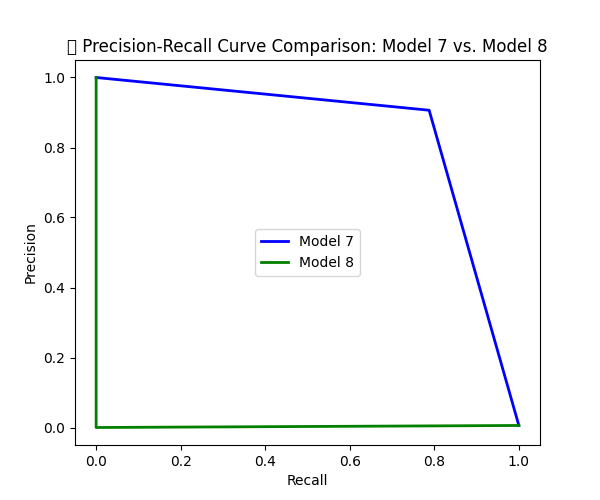 Precision-Recall Curve Comparison: Model 7 vs. Model 8
1.0
0.8
0.6
0.4
0.2
0.0
Precision
Model 7
Model 8
0.0 0.2 0.4 0.6 0.8 1.0
Recall